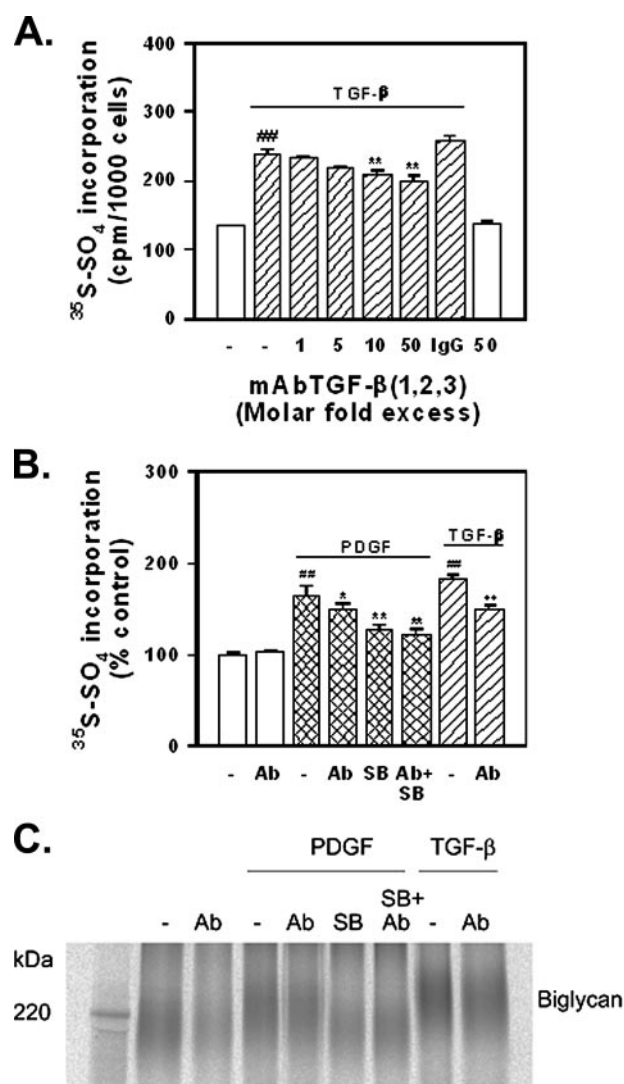 A.
400
300
200
100
0
³⁵S-SO₄ incorporation
(cpm/1000 cells)
TGF-β
## ** **
- - 1 5 10 50 IgG 50
mAbTGF-β(1,2,3)
(Molar fold excess)
B.
300
200
100
0
³⁵S-SO₄ incorporation
(% control)
PDGF TGF-β
## * ** ** ## **
- Ab - Ab SB Ab+ - Ab
SB
C.
PDGF TGF-β
SB+
- Ab - Ab SB Ab - Ab
kDa
220
Biglycan